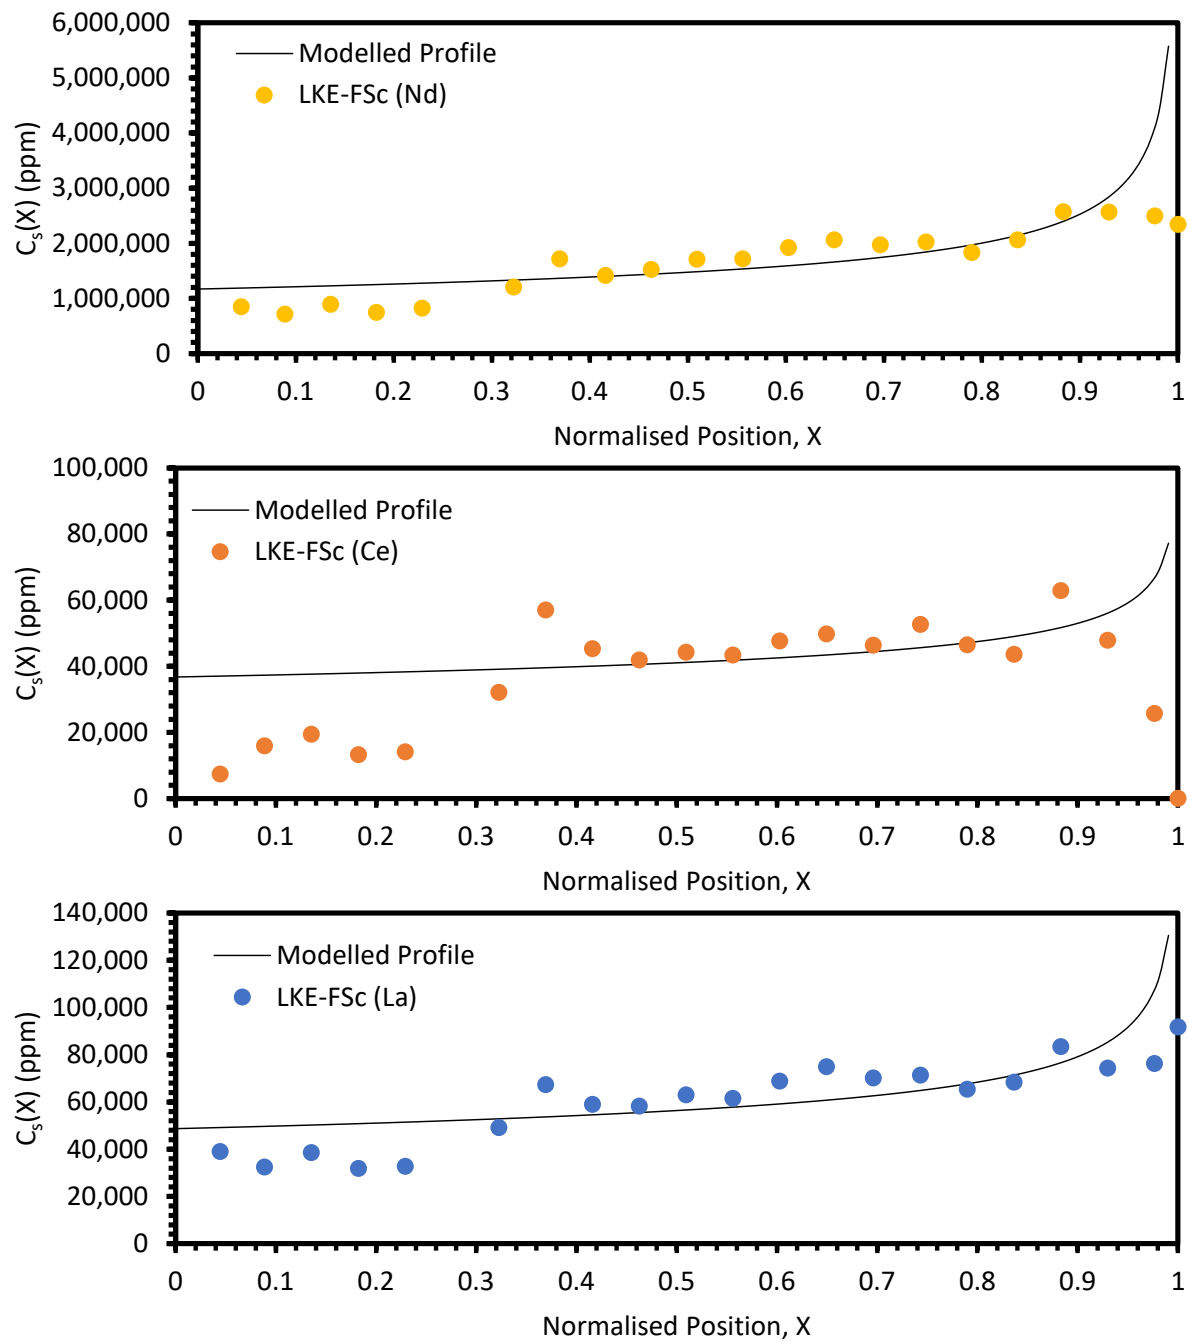 6,000,000
5,000,000
4,000,000
3,000,000
2,000,000
1,000,000
0
C_s(X) (ppm)
Modelled Profile
LKE-FSc (Nd)
0 0.1 0.2 0.3 0.4 0.5 0.6 0.7 0.8 0.9 1
Normalised Position, X
100,000
80,000
60,000
40,000
20,000
0
C_s(X) (ppm)
Modelled Profile
LKE-FSc (Ce)
0 0.1 0.2 0.3 0.4 0.5 0.6 0.7 0.8 0.9 1
Normalised Position, X
140,000
120,000
100,000
80,000
60,000
40,000
20,000
0
C_s(X) (ppm)
Modelled Profile
LKE-FSc (La)
0 0.1 0.2 0.3 0.4 0.5 0.6 0.7 0.8 0.9 1
Normalised Position, X